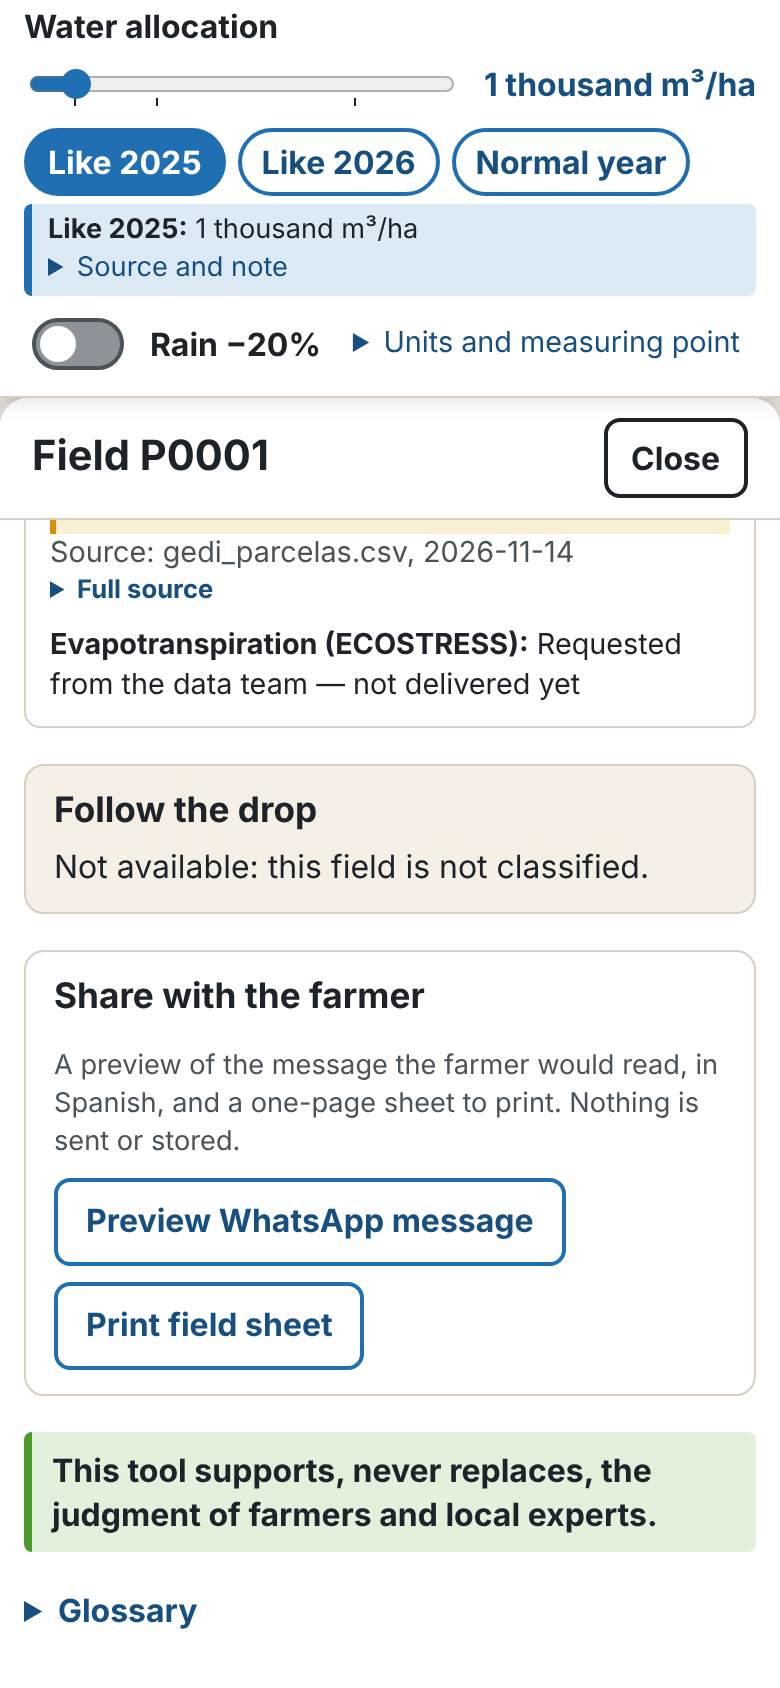 Water allocation
1 thousand m³/ha
Like 2025
Like 2026
Normal year
Like 2025: 1 thousand m³/ha
Source and note
Rain −20%
Units and measuring point
Field P0001
Close
Source: gedi_parcelas.csv, 2026-11-14
Full source
Evapotranspiration (ECOSTRESS): Requested
from the data team — not delivered yet
Follow the drop
Not available: this field is not classified.
Share with the farmer
A preview of the message the farmer would read, in
Spanish, and a one-page sheet to print. Nothing is
sent or stored.
Preview WhatsApp message
Print field sheet
This tool supports, never replaces, the
judgment of farmers and local experts.
Glossary